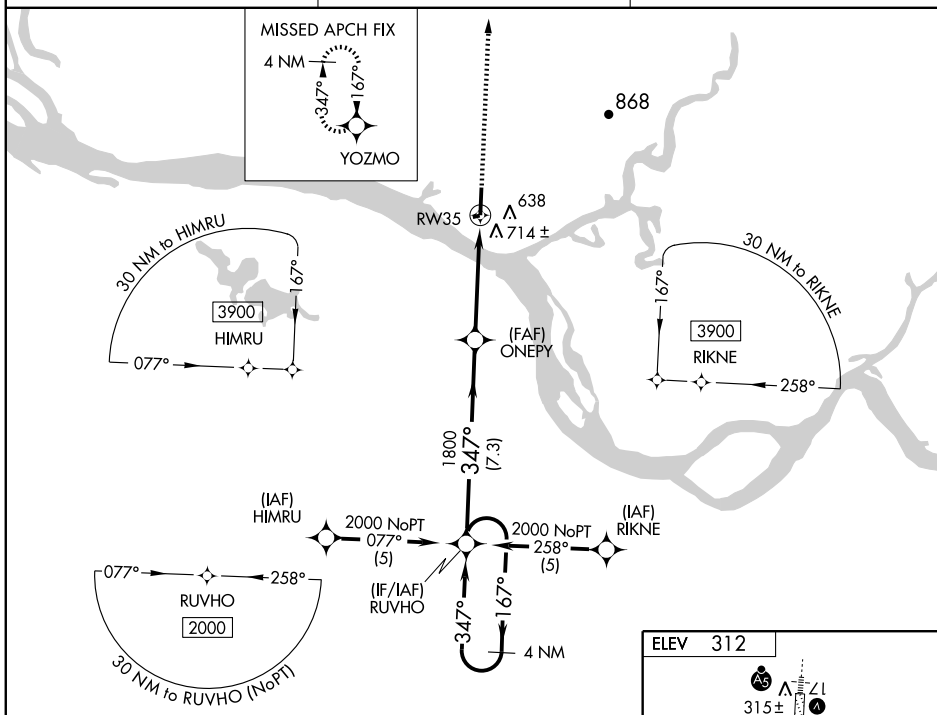 MISSED APCH FIX
4 NM
347°
167°
YOZMO
868
RW35
638
714 ±
30 NM to HIMRU
167°
3900
HIMRU
077°
30 NM to RIKNE
167°
3900
RIKNE
258°
(FAF)
ONEPY
1800
347°
(7.3)
(IAF)
HIMRU
2000 NoPT
077°
(5)
2000 NoPT
258°
(5)
(IAF)
RIKNE
(IF/IAF)
RUVHO
347°
167°
4 NM
077°
258°
RUVHO
2000
30 NM to RUVHO (NoPT)
ELEV 312
A5
17
315 ±
V